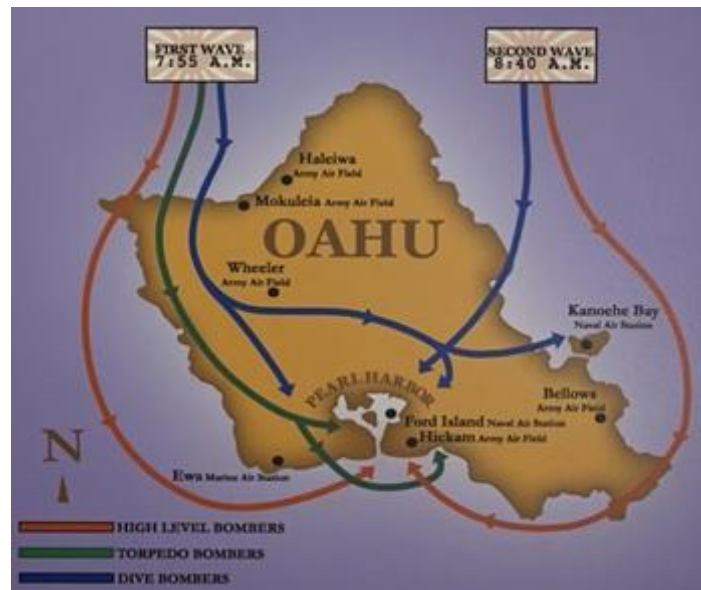 FIRST WAVE
7:55 A.M.
SECOND WAVE
8:40 A.M.
Haleiwa
Army Air Field
Mokuleia Army Air Field
OAHU
Wheeler
Army Air Field
Kanoehe Bay
Naval Air Station
PEARL HARBOR
Bellows
Army Air Field
Ford Island Naval Air Station
Hickam Army Air Field
N
Ewa Marine Air Station
HIGH LEVEL BOMBERS
TORPEDO BOMBERS
DIVE BOMBERS